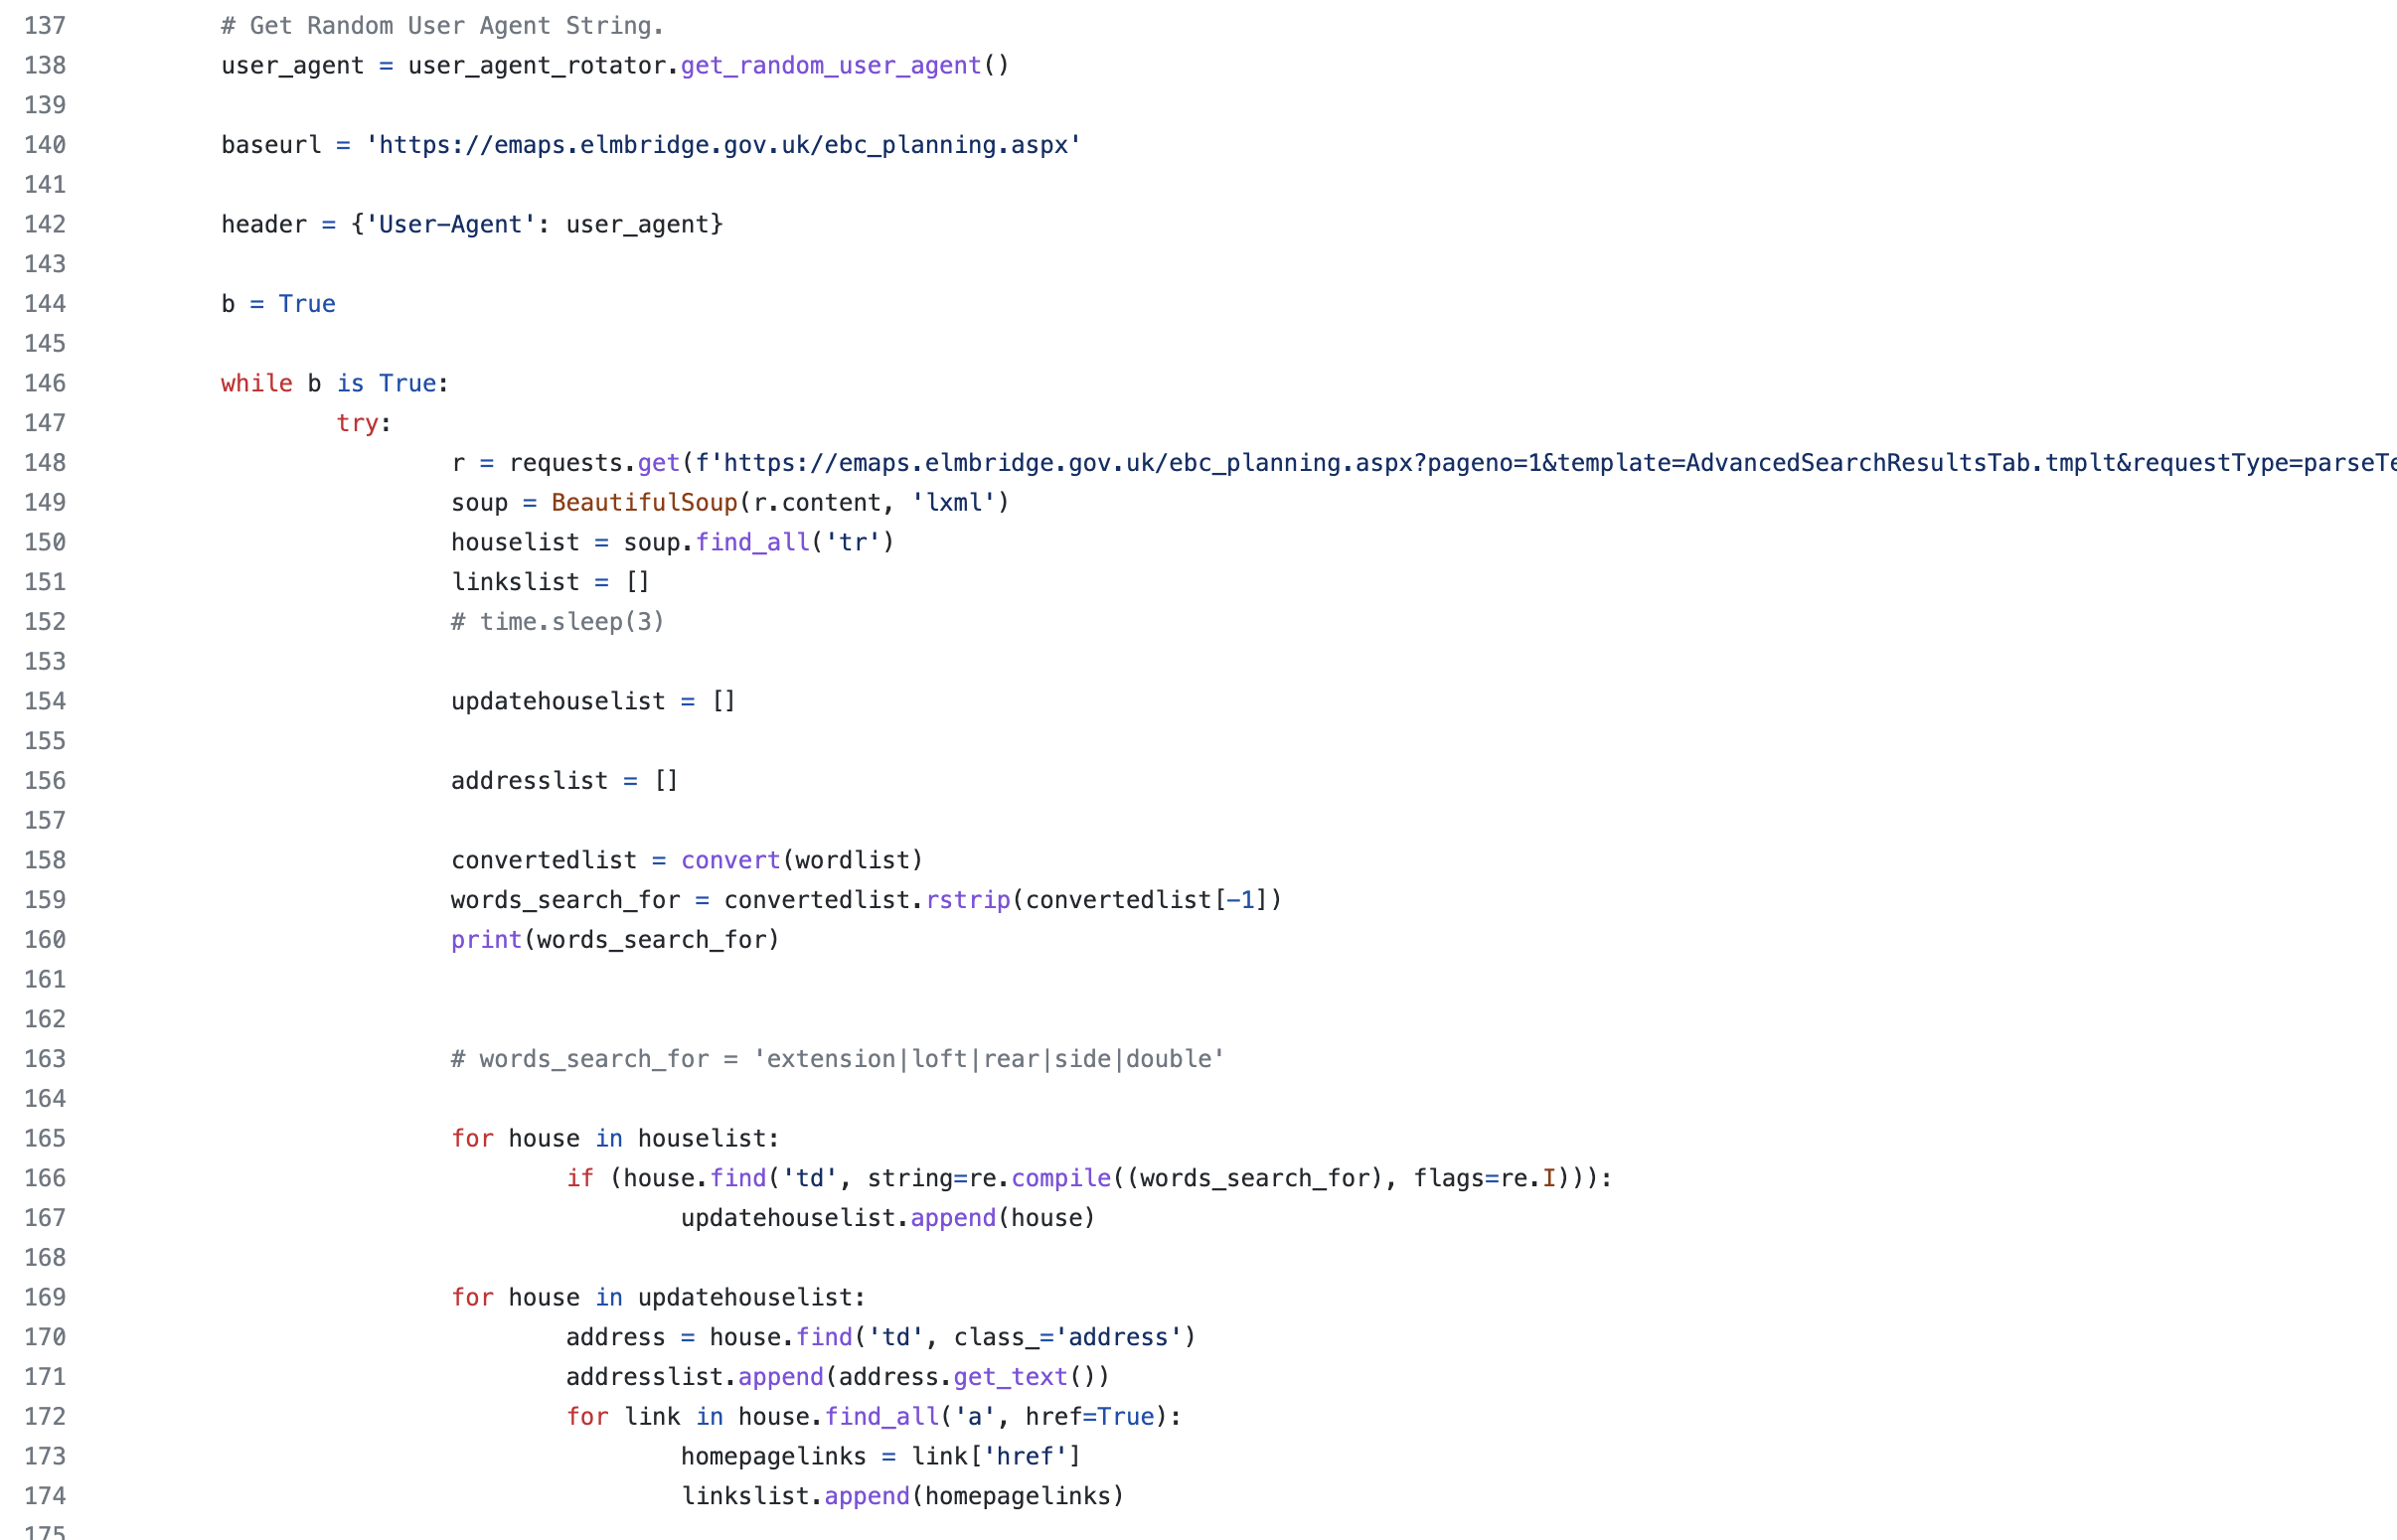 137 # Get Random User Agent String.
138 user_agent = user_agent_rotator.get_random_user_agent()
139
140 baseurl = 'https://emaps.elmbridge.gov.uk/ebc_planning.aspx'
141
142 header = {'User-Agent': user_agent}
143
144 b = True
145
146 while b is True:
147 try:
148 r = requests.get(f'https://emaps.elmbridge.gov.uk/ebc_planning.aspx?pageno=1&template=AdvancedSearchResultsTab.tmplt&requestType=parseTe
149 soup = BeautifulSoup(r.content, 'lxml')
150 houselist = soup.find_all('tr')
151 linkslist = []
152 # time.sleep(3)
153
154 updatehouselist = []
155
156 addresslist = []
157
158 convertedlist = convert(wordlist)
159 words_search_for = convertedlist.rstrip(convertedlist[-1])
160 print(words_search_for)
161
162
163 # words_search_for = 'extension|loft|rear|side|double'
164
165 for house in houselist:
166 if (house.find('td', string=re.compile((words_search_for), flags=re.I))):
167 updatehouselist.append(house)
168
169 for house in updatehouselist:
170 address = house.find('td', class_='address')
171 addresslist.append(address.get_text())
172 for link in house.find_all('a', href=True):
173 homepagelinks = link['href']
174 linkslist.append(homepagelinks)
175